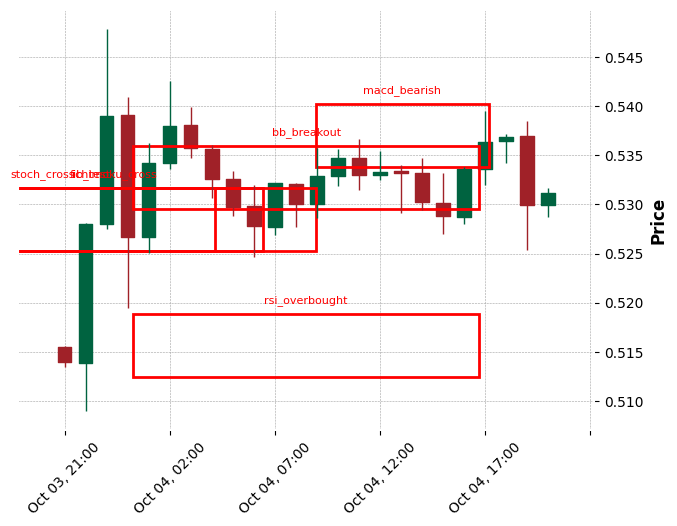 macd_bearish
bb_breakout
rsi_overbought
0.545
0.540
0.535
0.530
0.525
0.520
0.515
0.510
Price
Oct 03, 21:00
Oct 04, 02:00
Oct 04, 07:00
Oct 04, 12:00
Oct 04, 17:00